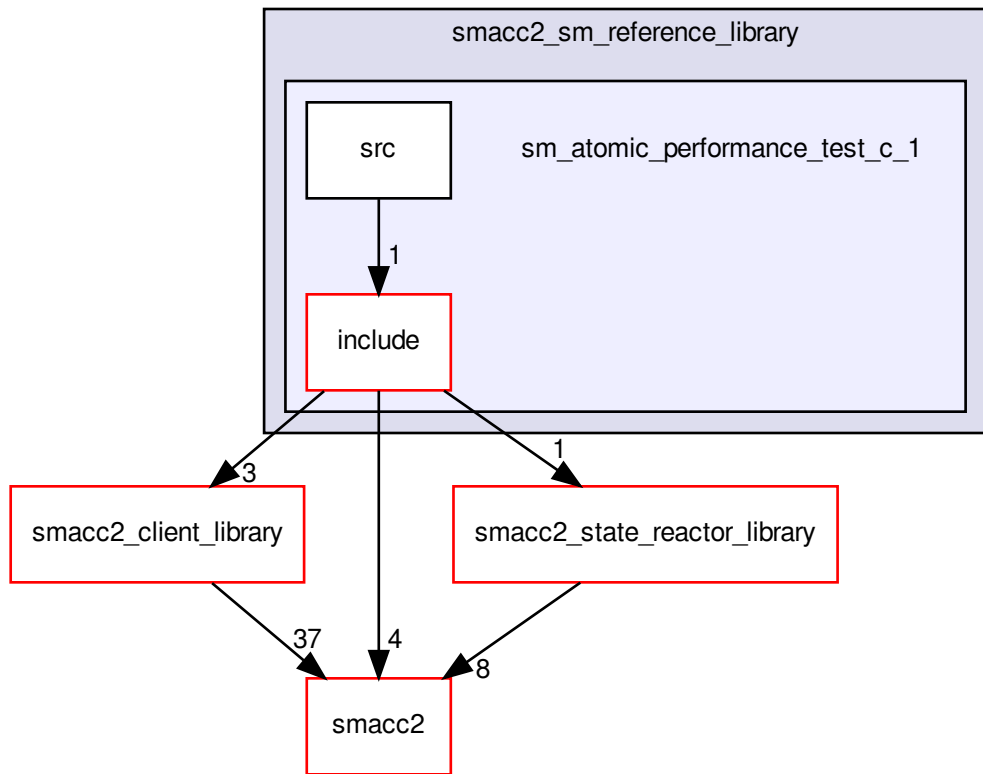 smacc2_sm_reference_library
src
sm_atomic_performance_test_c_1
1
include
3
1
smacc2_client_library
smacc2_state_reactor_library
37
4
8
smacc2